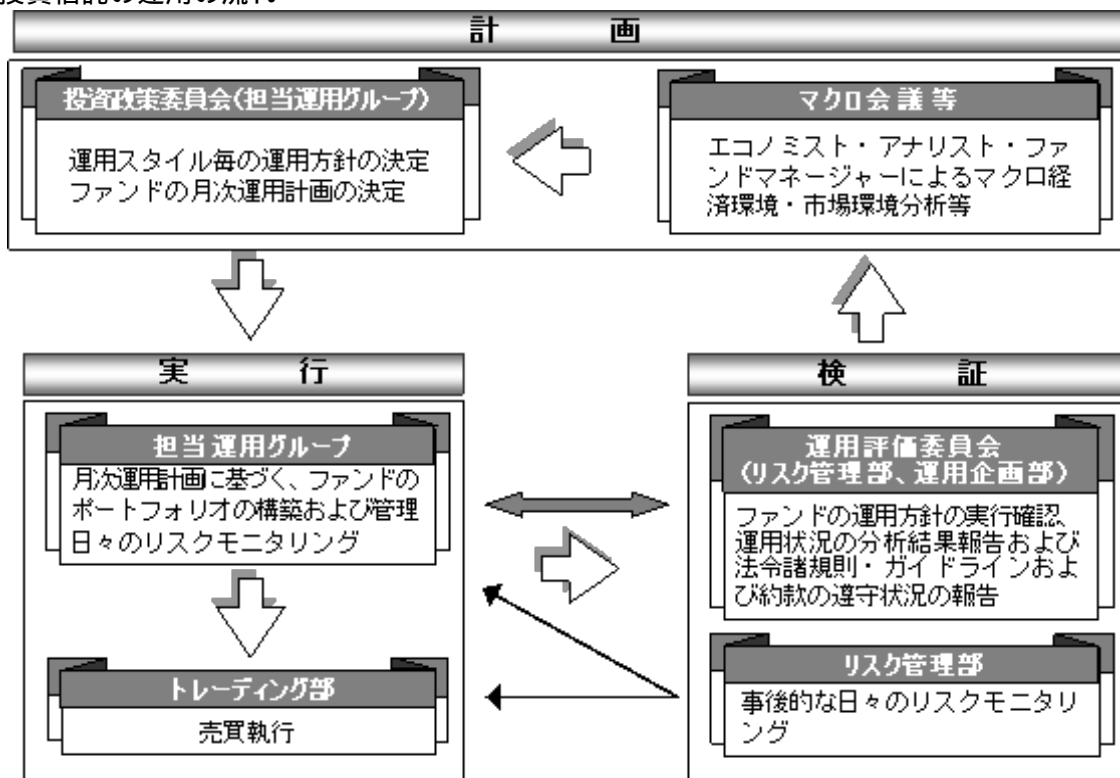 投資信託の運用の流れ
計　画
投資政策委員会(担当運用グループ)
運用スタイル毎の運用方針の決定
ファンドの月次運用計画の決定
マクロ会議等
エコノミスト・アナリスト・ファ
ンドマネージャーによるマクロ経
済環境・市場環境分析等
実　行
担当運用グループ
月次運用計画に基づく、ファンドの
ポートフォリオの構築および管理
日々のリスクモニタリング
トレーディング部
売買執行
検　証
運用評価委員会
(リスク管理部、運用企画部)
ファンドの運用方針の実行確認、
運用状況の分析結果報告および
法令諸規則・ガイドラインおよ
び約款の遵守状況の報告
リスク管理部
事後的な日々のリスクモニタリ
ング